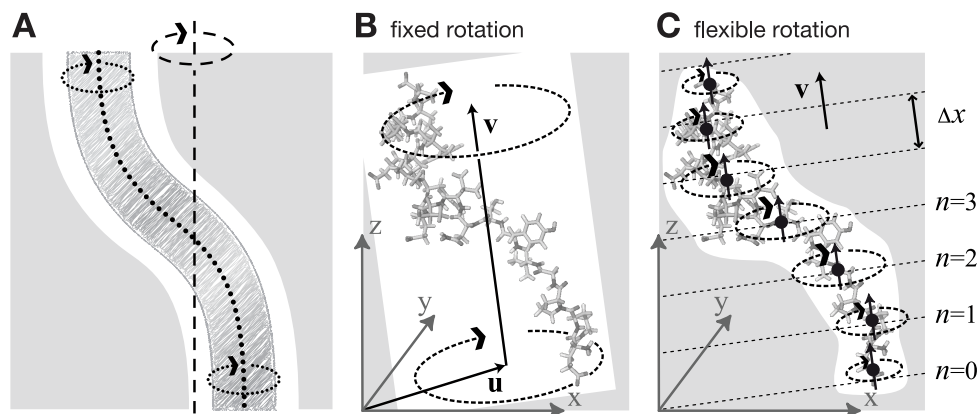 A
B fixed rotation
C flexible rotation
v
v
Δx
z
z
n=3
y
y
n=2
n=1
u
x
x
n=0